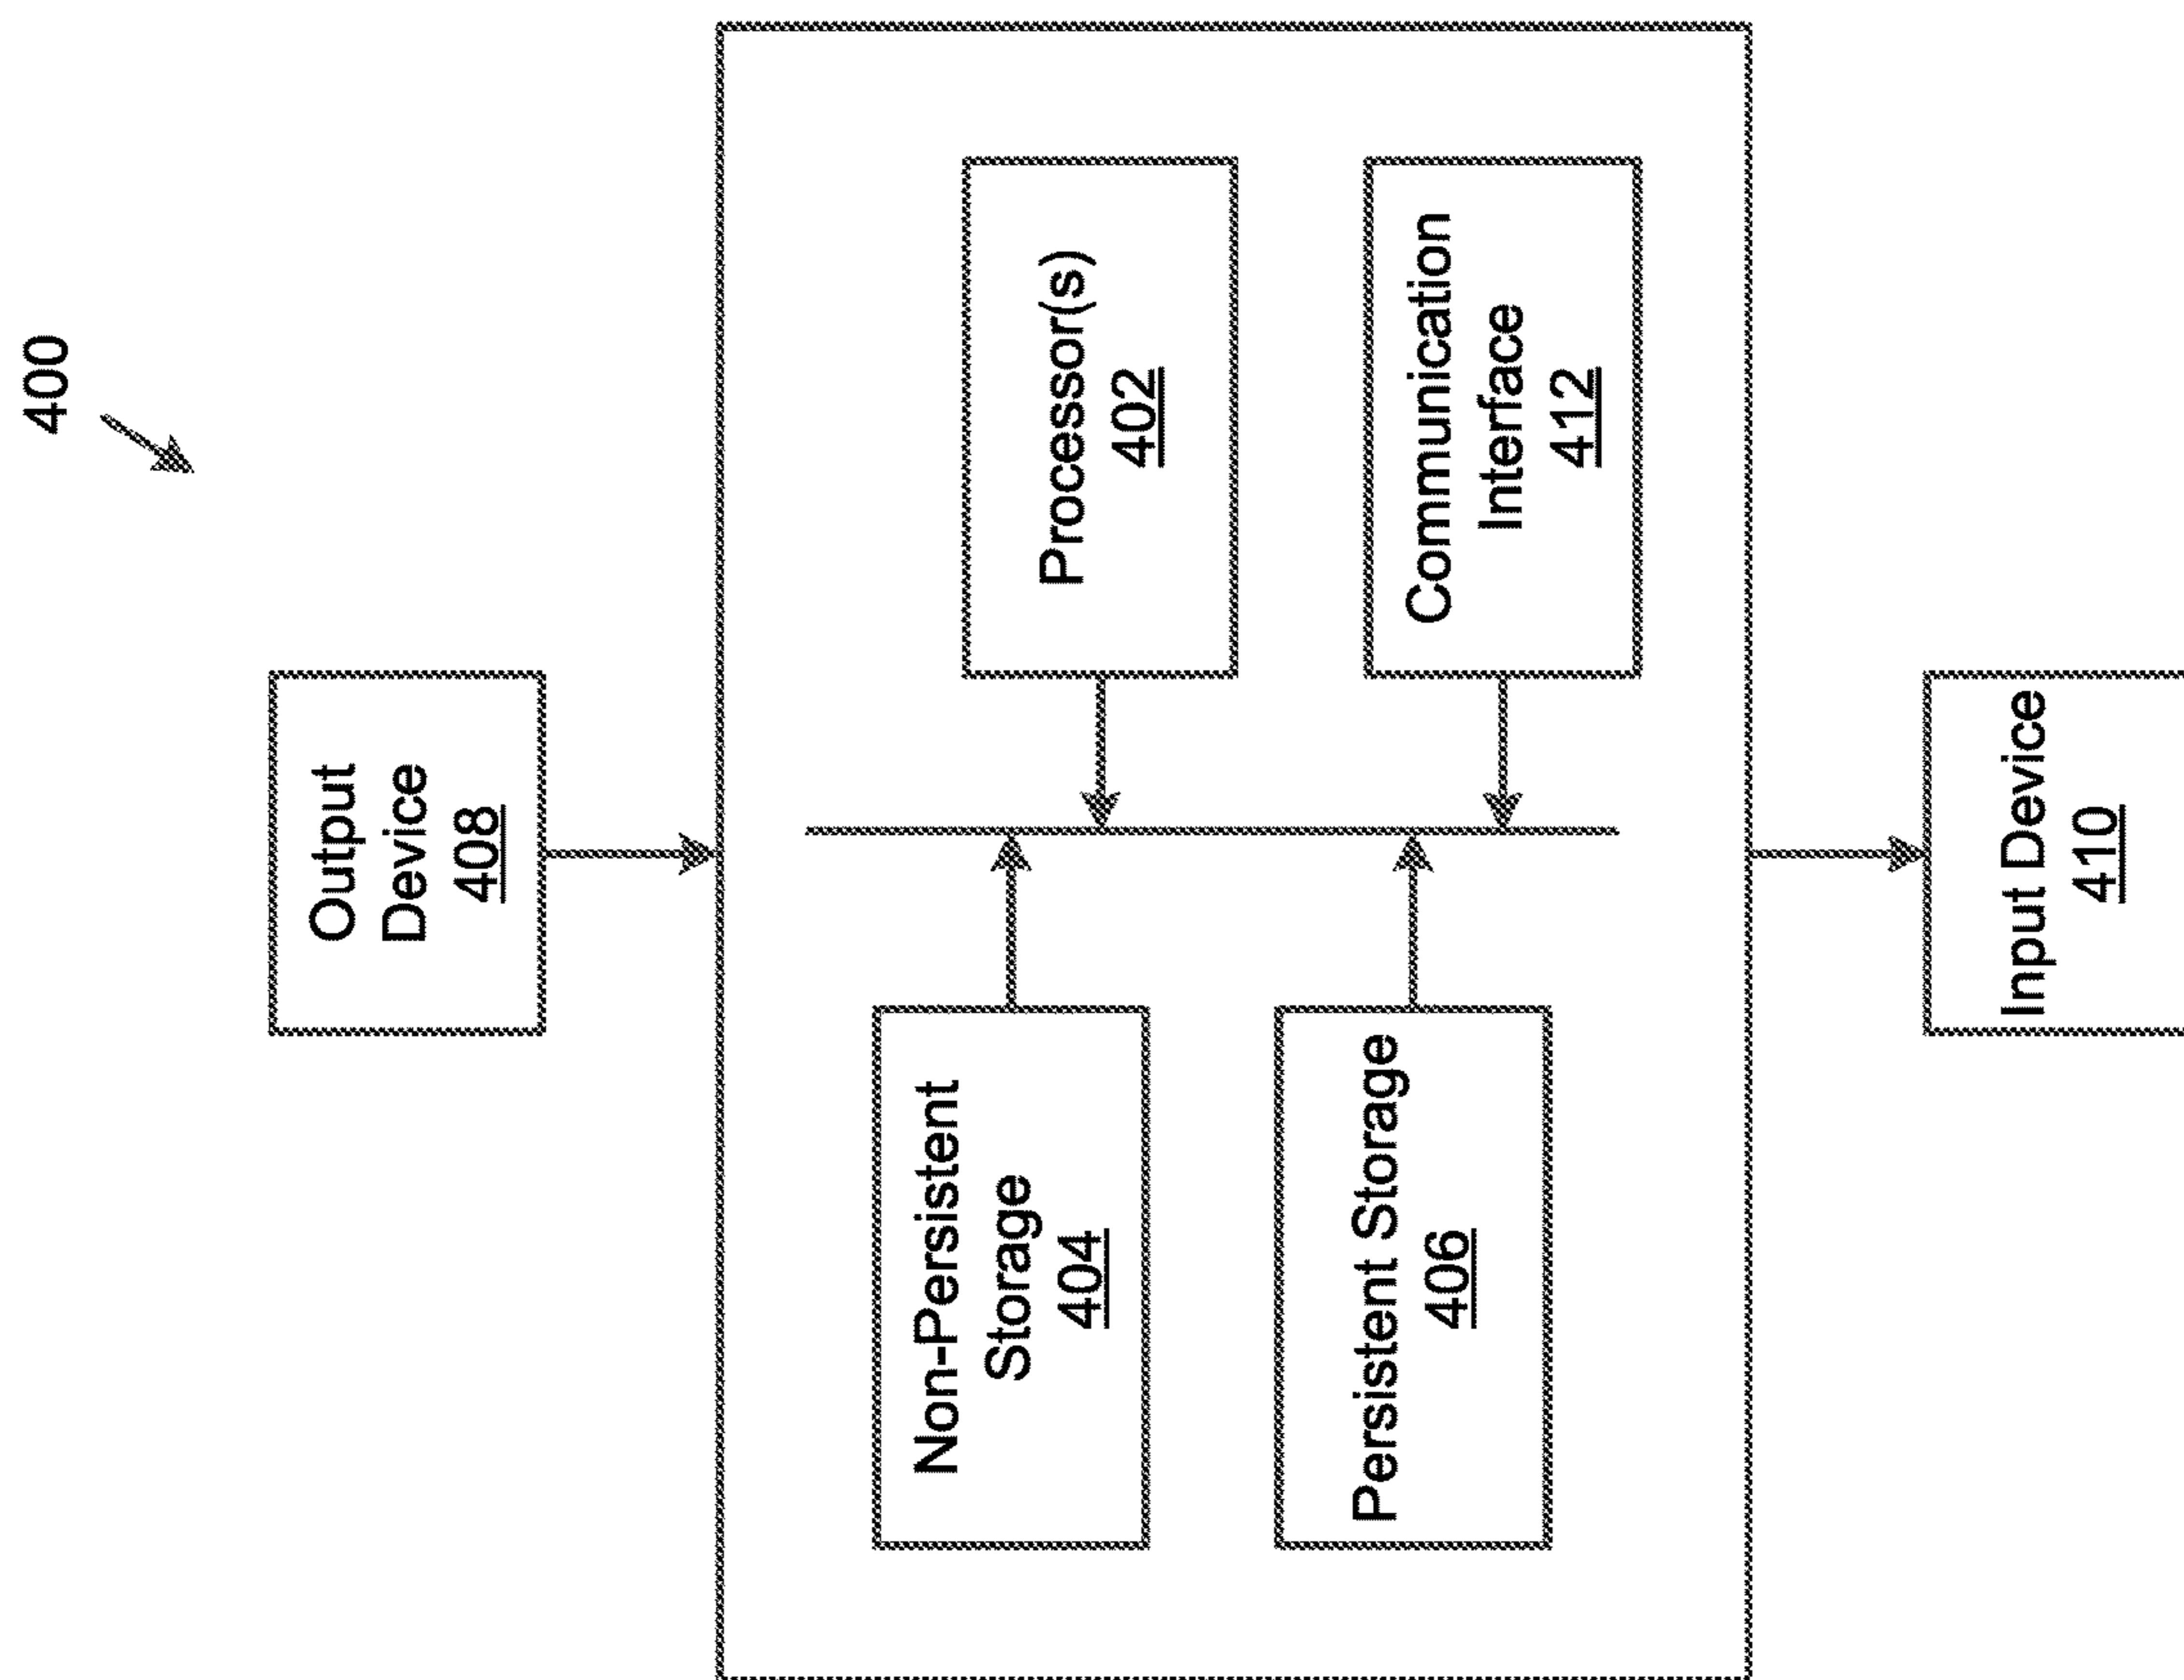 400
Output
Device
408
Non-Persistent
Storage
404
Processor(s)
402
Persistent Storage
406
Communication
Interface
412
Input Device
410